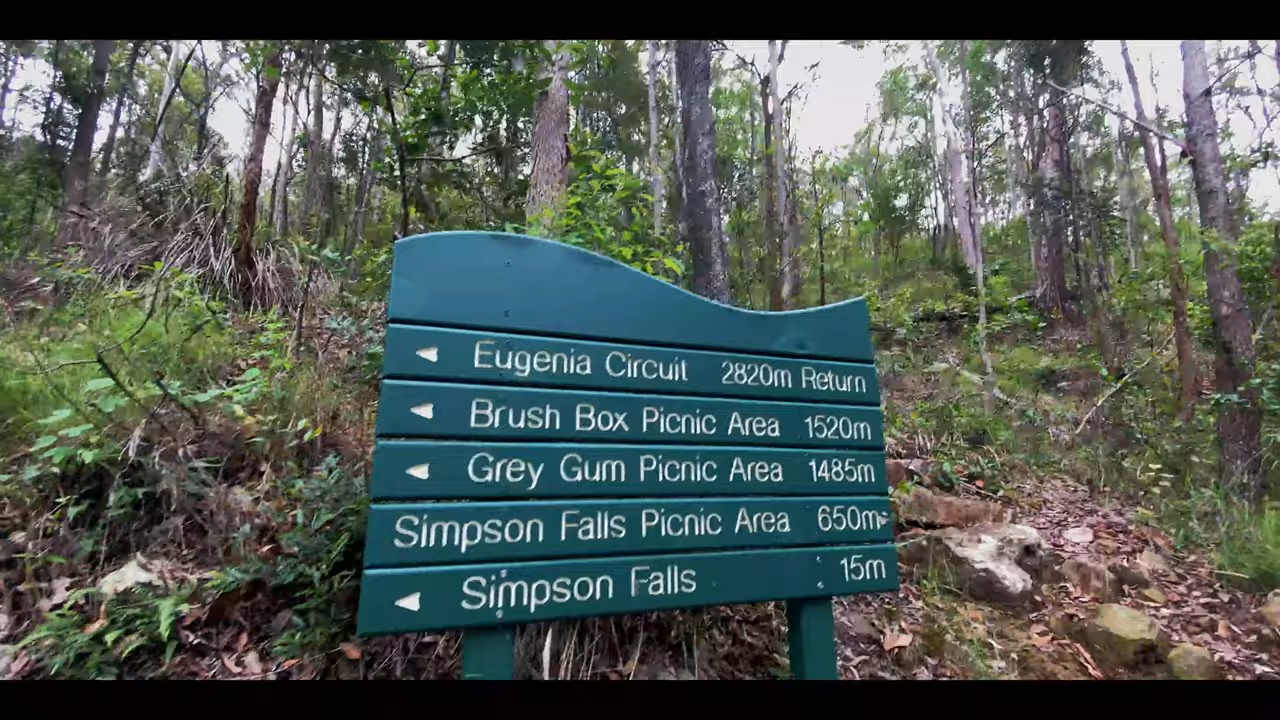 Eugenia Circuit 2820m Return
Brush Box Picnic Area 1520m
Grey Gum Picnic Area 1485m
Simpson Falls Picnic Area 650m
Simpson Falls 15m